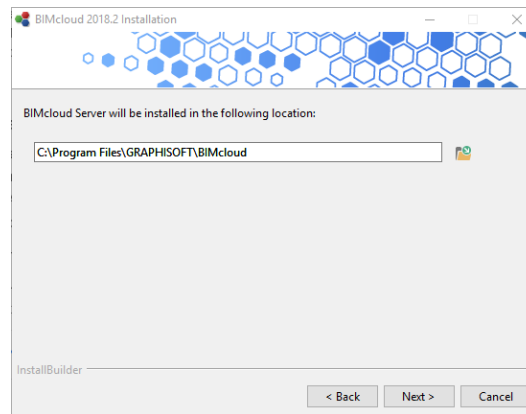 BIMcloud 2018.2 Installation
BIMcloud Server will be installed in the following location:
C:\Program Files\GRAPHISOFT\BIMcloud
InstallBuilder
< Back Next > Cancel